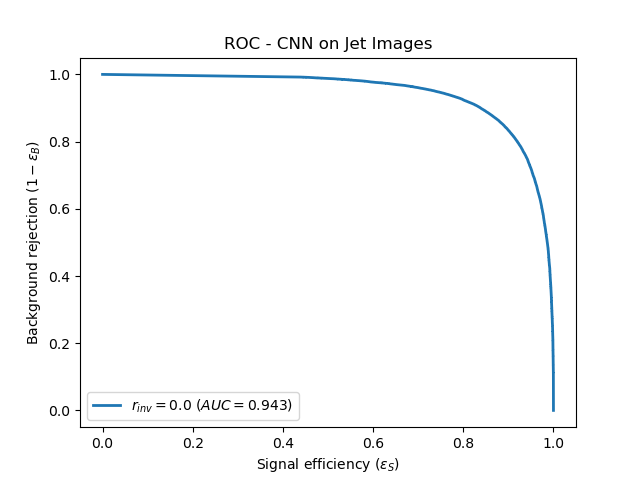 ROC - CNN on Jet Images
Background rejection (1 − ε_B)
1.0
0.8
0.6
0.4
0.2
0.0
r_inv = 0.0 (AUC = 0.943)
0.0 0.2 0.4 0.6 0.8 1.0
Signal efficiency (ε_S)